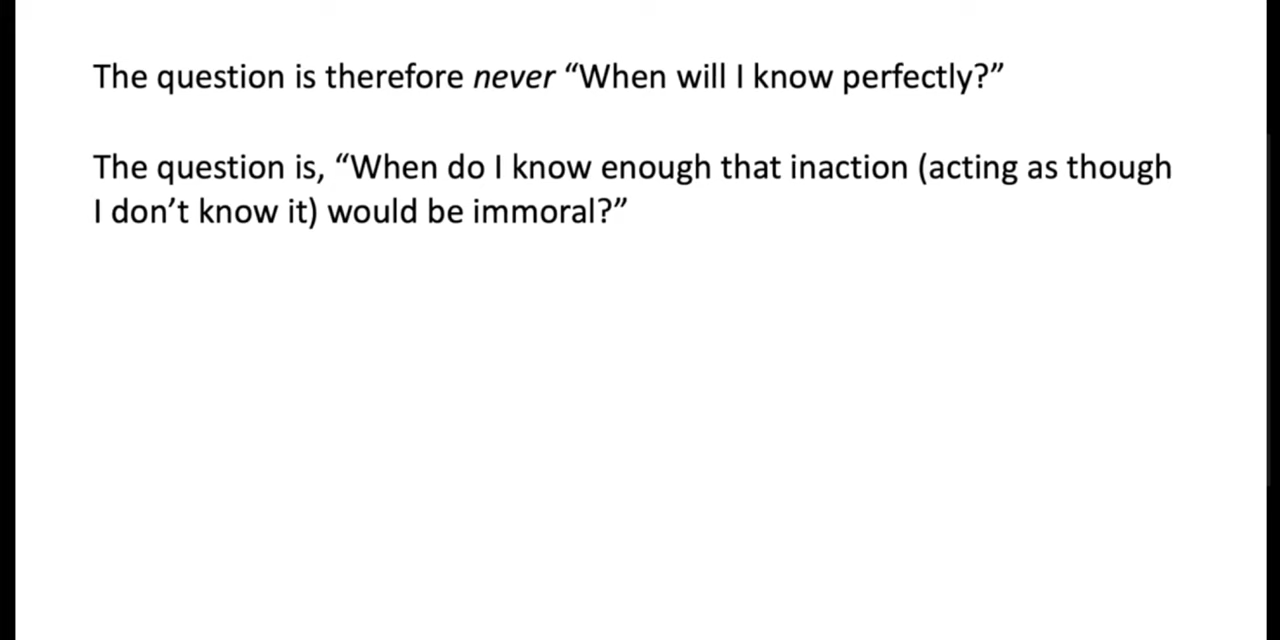 The question is therefore never “When will I know perfectly?”
The question is, “When do I know enough that inaction (acting as though
I don’t know it) would be immoral?”